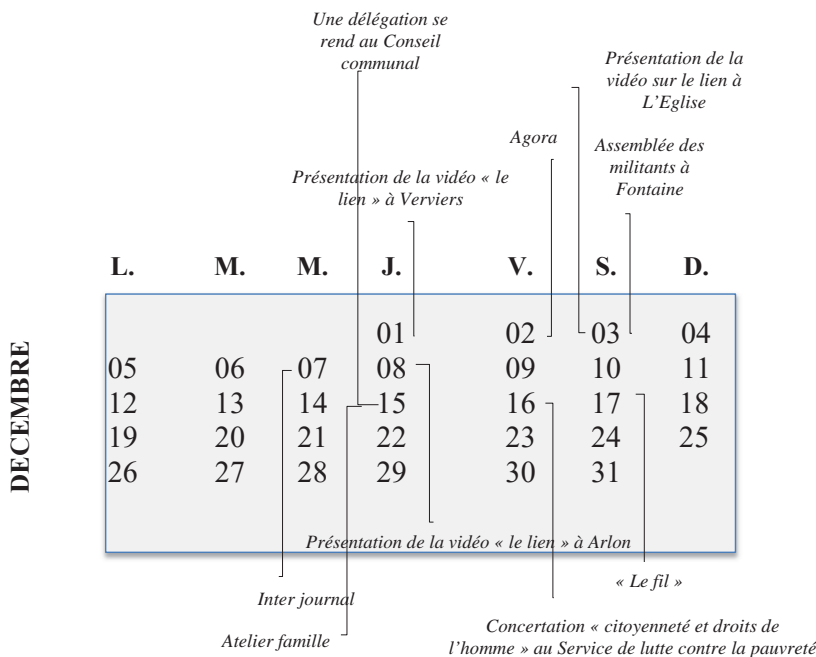 Une délégation se
rend au Conseil
communal
Présentation de la
vidéo sur le lien à
L'Eglise
Agora
Assemblée des
militants à
Fontaine
Présentation de la vidéo « le
lien » à Verviers
L. M. M. J. V. S. D.
DECEMBRE
01 02 03 04
05 06 07 08 09 10 11
12 13 14 15 16 17 18
19 20 21 22 23 24 25
26 27 28 29 30 31
Présentation de la vidéo « le lien » à Arlon
« Le fil »
Inter journal
Atelier famille
Concertation « citoyenneté et droits de
l'homme » au Service de lutte contre la pauvreté